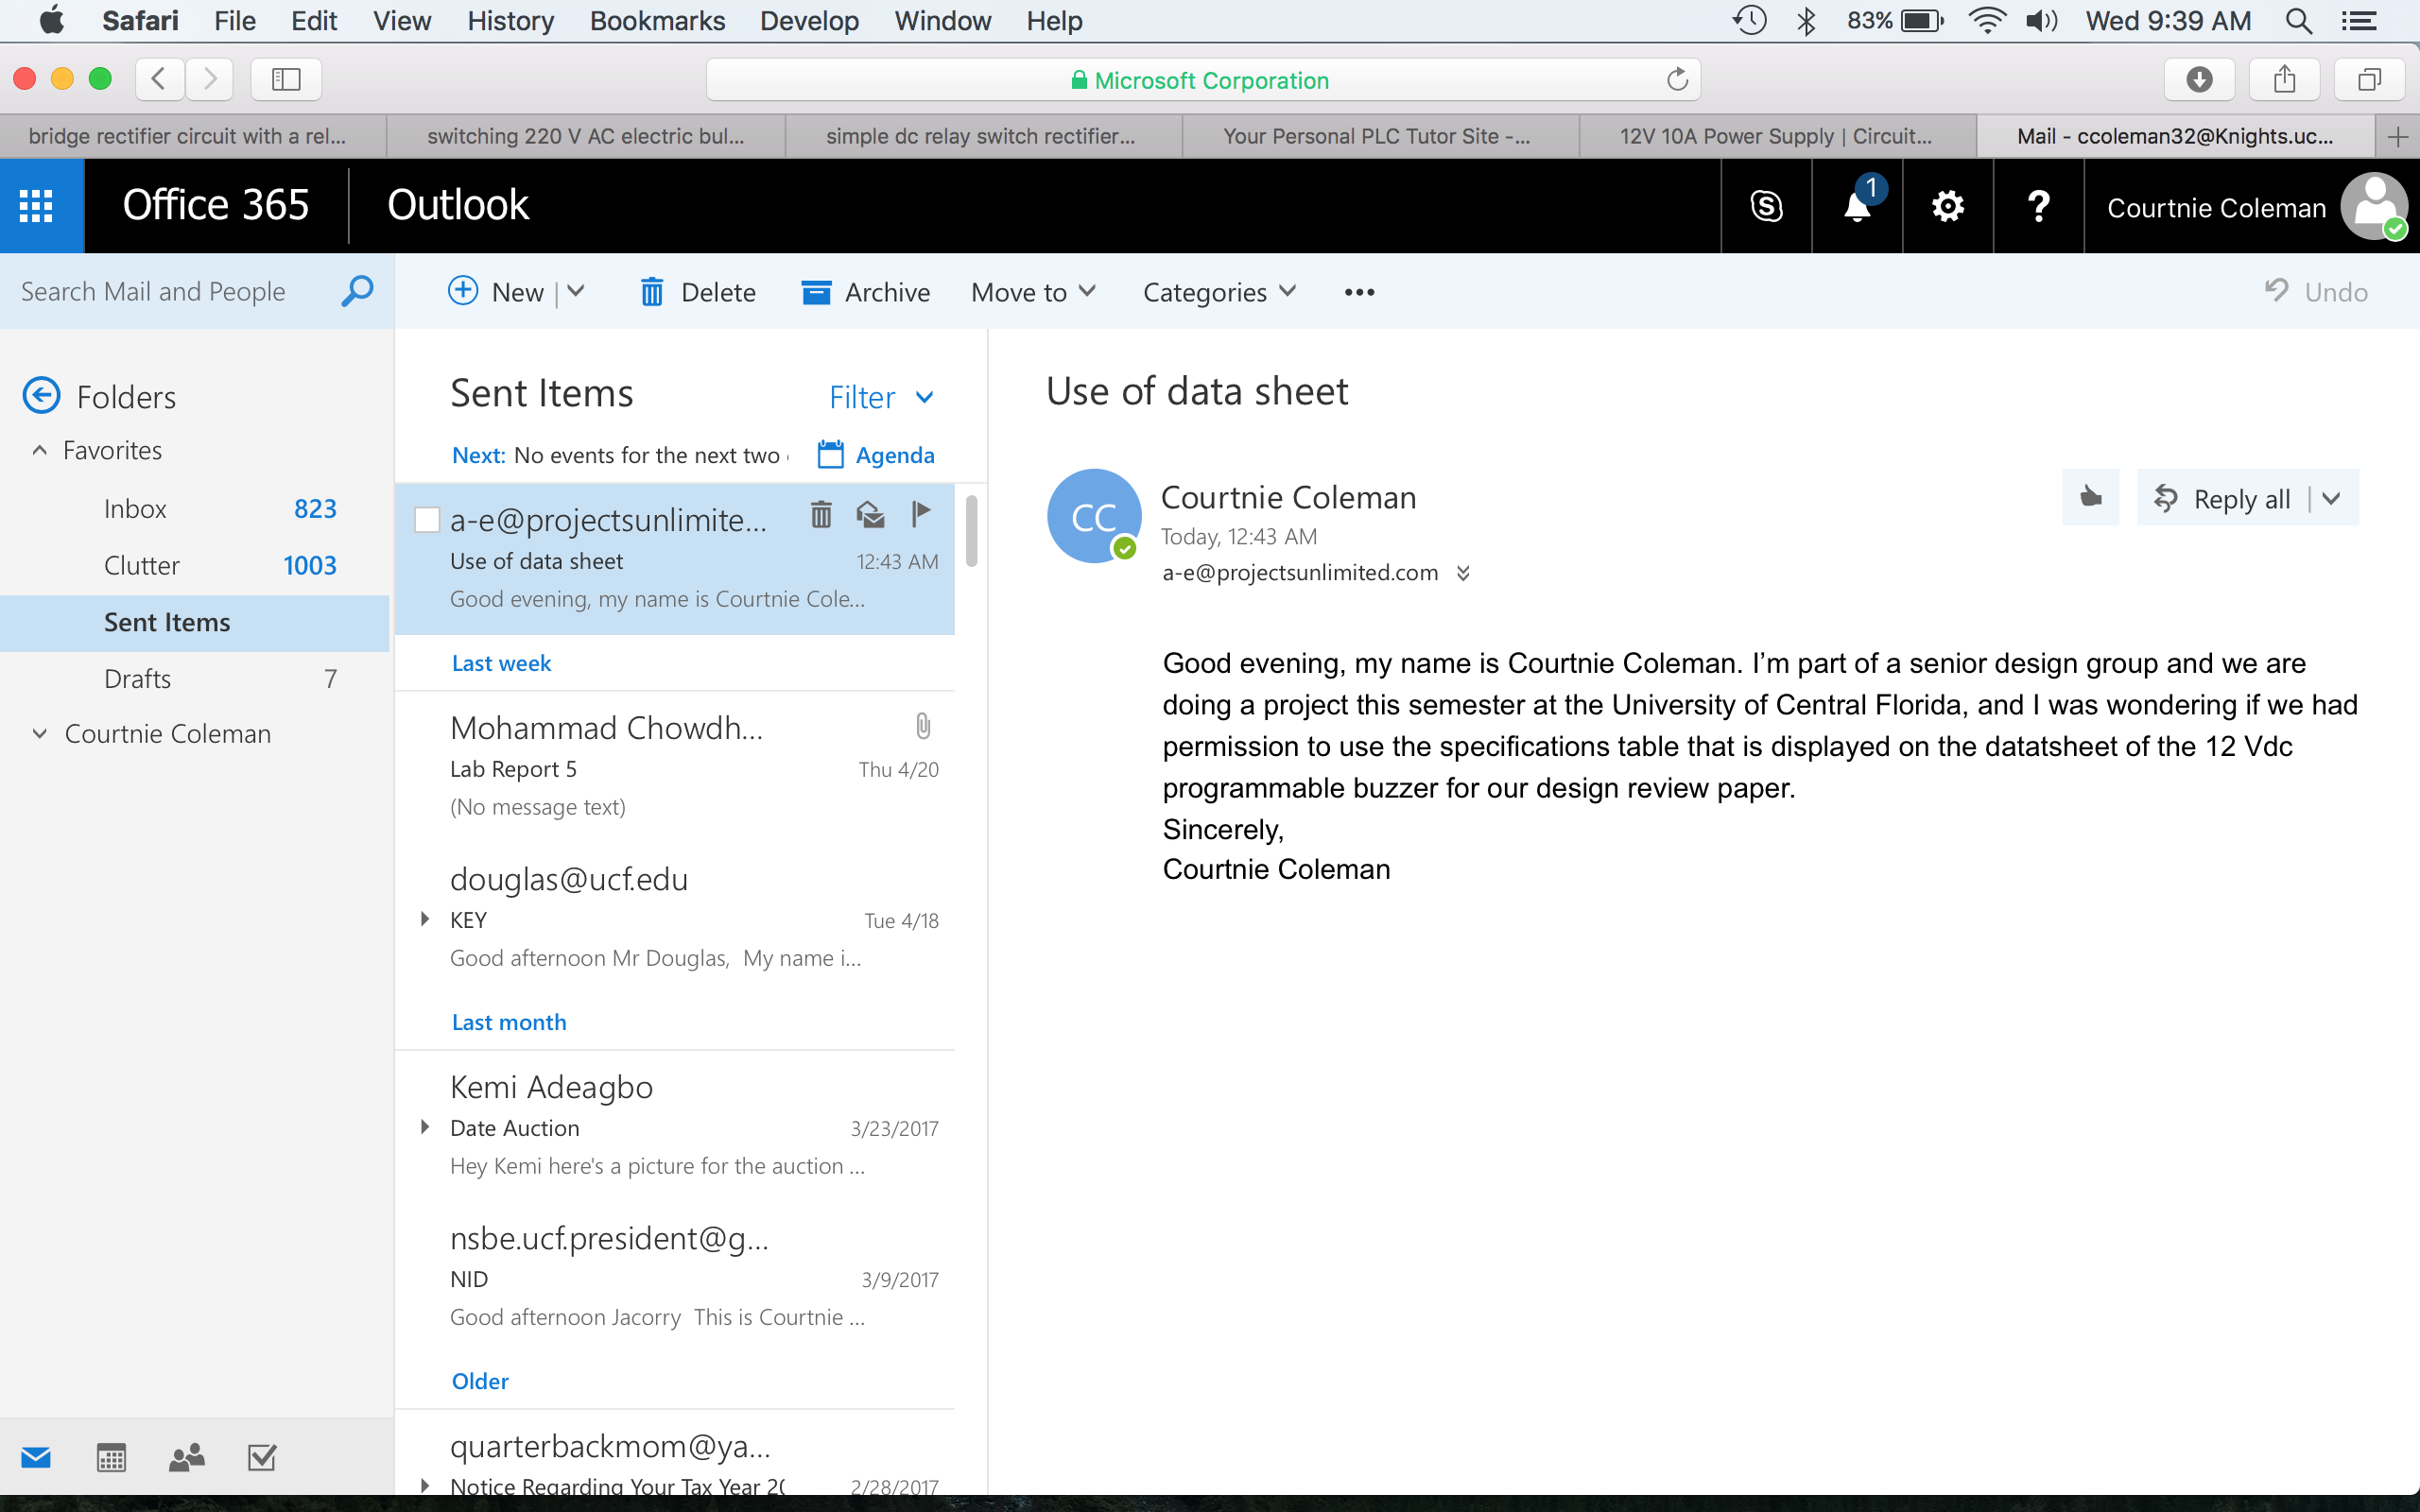 Safari File Edit View History Bookmarks Develop Window Help 83% Wed 9:39 AM
Microsoft Corporation
bridge rectifier circuit with a rel... switching 220 V AC electric bul... simple dc relay switch rectifier... Your Personal PLC Tutor Site -... 12V 10A Power Supply | Circuit... Mail - ccoleman32@Knights.uc...
Office 365 Outlook 1 Courtnie Coleman
Search Mail and People New Delete Archive Move to Categories Undo
Folders
Favorites
Inbox 823
Clutter 1003
Sent Items
Drafts 7
Courtnie Coleman
Sent Items Filter
Next: No events for the next two Agenda
a-e@projectsunlimite...
Use of data sheet 12:43 AM
Good evening, my name is Courtnie Cole...
Last week
Mohammad Chowdh...
Lab Report 5 Thu 4/20
(No message text)
douglas@ucf.edu
KEY Tue 4/18
Good afternoon Mr Douglas, My name i...
Last month
Kemi Adeagbo
Date Auction 3/23/2017
Hey Kemi here's a picture for the auction ...
nsbe.ucf.president@g...
NID 3/9/2017
Good afternoon Jacorry This is Courtnie ...
Older
quarterbackmom@ya...
Notice Regarding Your Tax Year 20 2/28/2017
Use of data sheet
CC
Courtnie Coleman
Today, 12:43 AM
a-e@projectsunlimited.com
Reply all
Good evening, my name is Courtnie Coleman. I’m part of a senior design group and we are
doing a project this semester at the University of Central Florida, and I was wondering if we had
permission to use the specifications table that is displayed on the datatsheet of the 12 Vdc
programmable buzzer for our design review paper.
Sincerely,
Courtnie Coleman